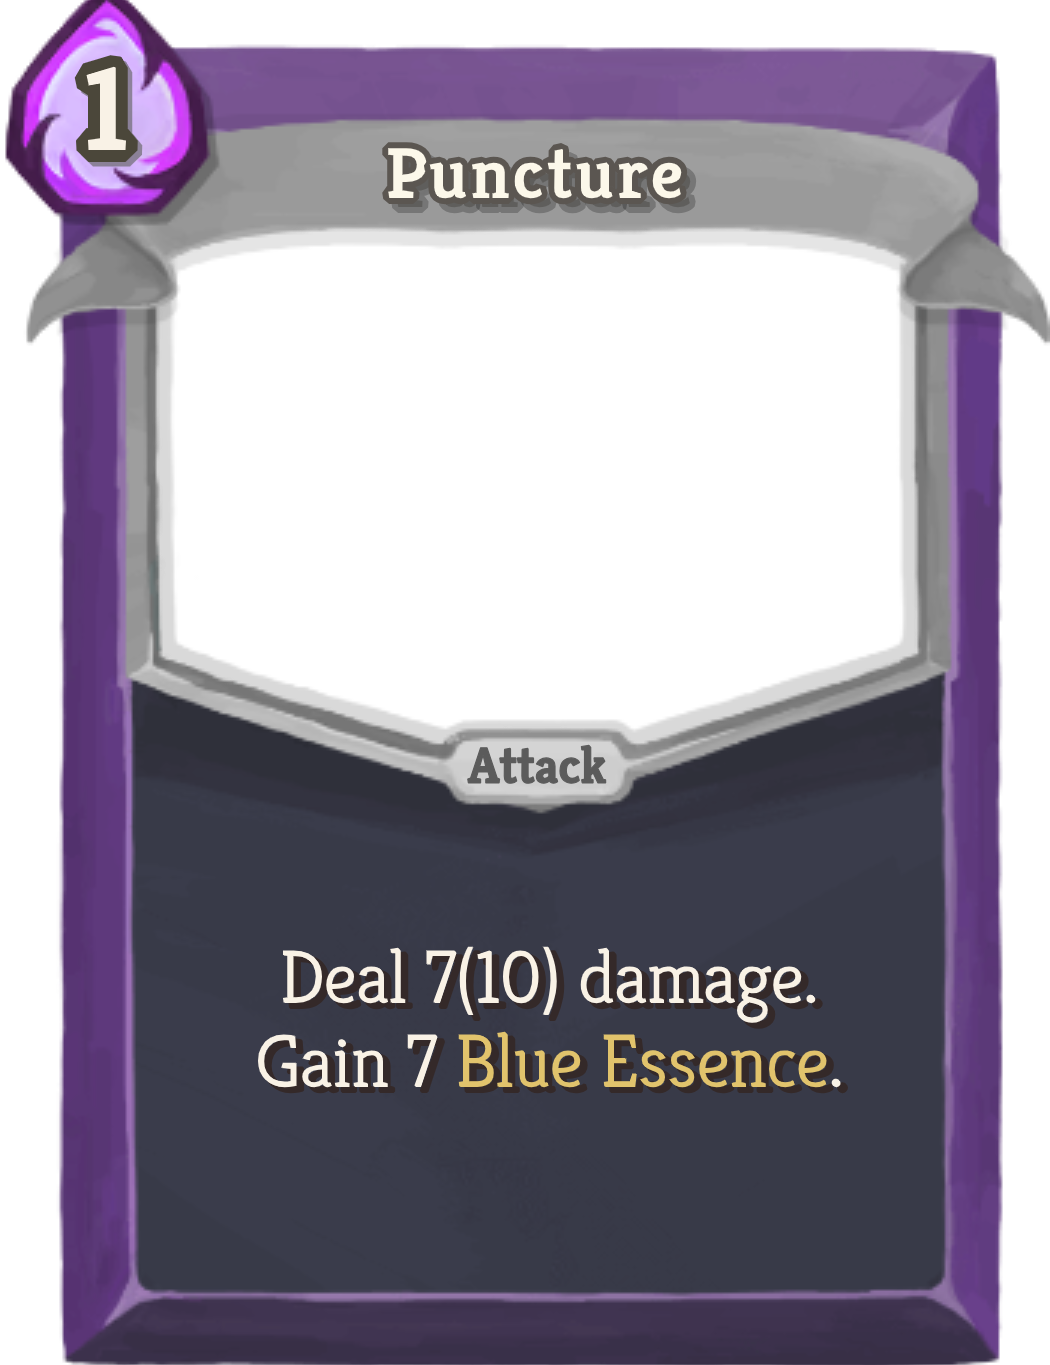 1
Puncture
Attack
Deal 7(10) damage.
Gain 7 Blue Essence.